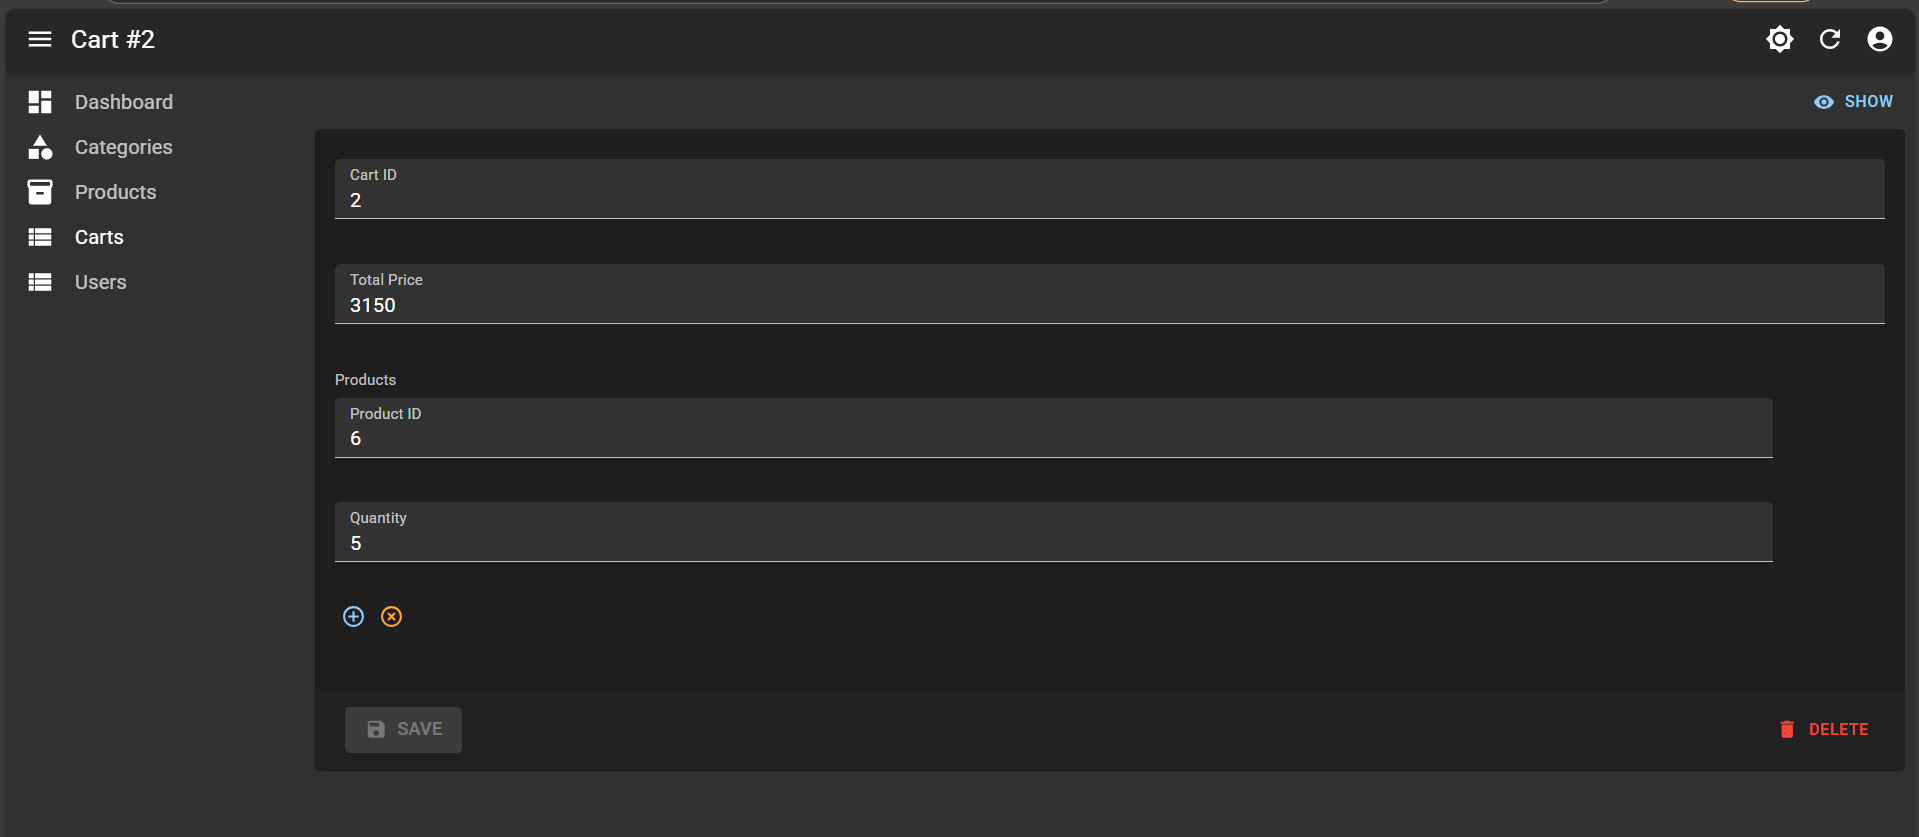 Cart #2
Dashboard
Categories
Products
Carts
Users
SHOW
Cart ID
2
Total Price
3150
Products
Product ID
6
Quantity
5
SAVE
DELETE